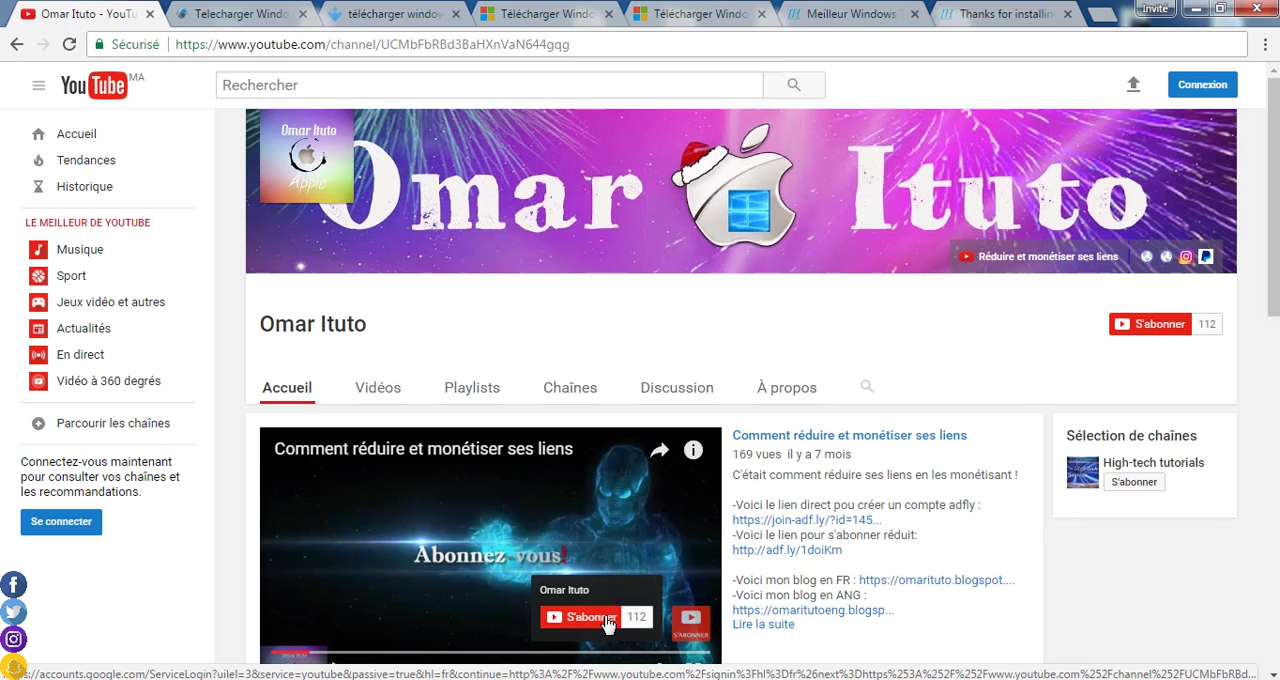 Omar Ituto - YouTu
Telecharger Windo
télécharger window
Télécharger Windo
Télécharger Windo
Meilleur Windows T
Thanks for installin
Invité
Sécurisé
https://www.youtube.com/channel/UCMbFbRBd3BaHXnVaN644gqg
YouTube MA
Rechercher
Connexion
Accueil
Tendances
Historique
LE MEILLEUR DE YOUTUBE
Musique
Sport
Jeux vidéo et autres
Actualités
En direct
Vidéo à 360 degrés
Parcourir les chaînes
Connectez-vous maintenant
pour consulter vos chaînes et
les recommandations.
Se connecter
Omar Ituto
Apple
Omar Ituto
Réduire et monétiser ses liens
Omar Ituto
S'abonner 112
Accueil
Vidéos
Playlists
Chaînes
Discussion
À propos
Comment réduire et monétiser ses liens
Abonnez-vous!
Omar Ituto
S'abonner 112
S'ABONNER
Comment réduire et monétiser ses liens
169 vues il y a 7 mois
C'était comment réduire ses liens en les monétisant !
-Voici le lien direct pou créer un compte adfly :
https://join-adf.ly/?id=145...
-Voici le lien pour s'abonner réduit:
http://adf.ly/1doiKm
-Voici mon blog en FR : https://omarituto.blogspot....
-Voici mon blog en ANG :
https://omaritutoeng.blogsp...
Lire la suite
Sélection de chaînes
High-tech tutorials
S'abonner
https://accounts.google.com/ServiceLogin?uilel=3&service=youtube&passive=true&hl=fr&continue=http%3A%2F%2Fwww.youtube.com%2Fsignin%3Fhl%3Dfr%26next%3Dhttps%253A%252F%252Fwww.youtube.com%252Fchannel%252FUCMbFbRBd...